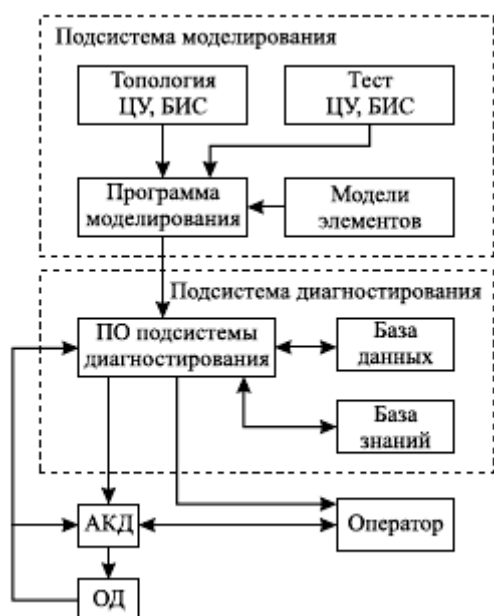 Подсистема моделирования
Топология
ЦУ, БИС
Тест
ЦУ, БИС
Программа
моделирования
Модели
элементов
Подсистема диагностирования
ПО подсистемы
диагностирования
База
данных
База
знаний
АКД
Оператор
ОД